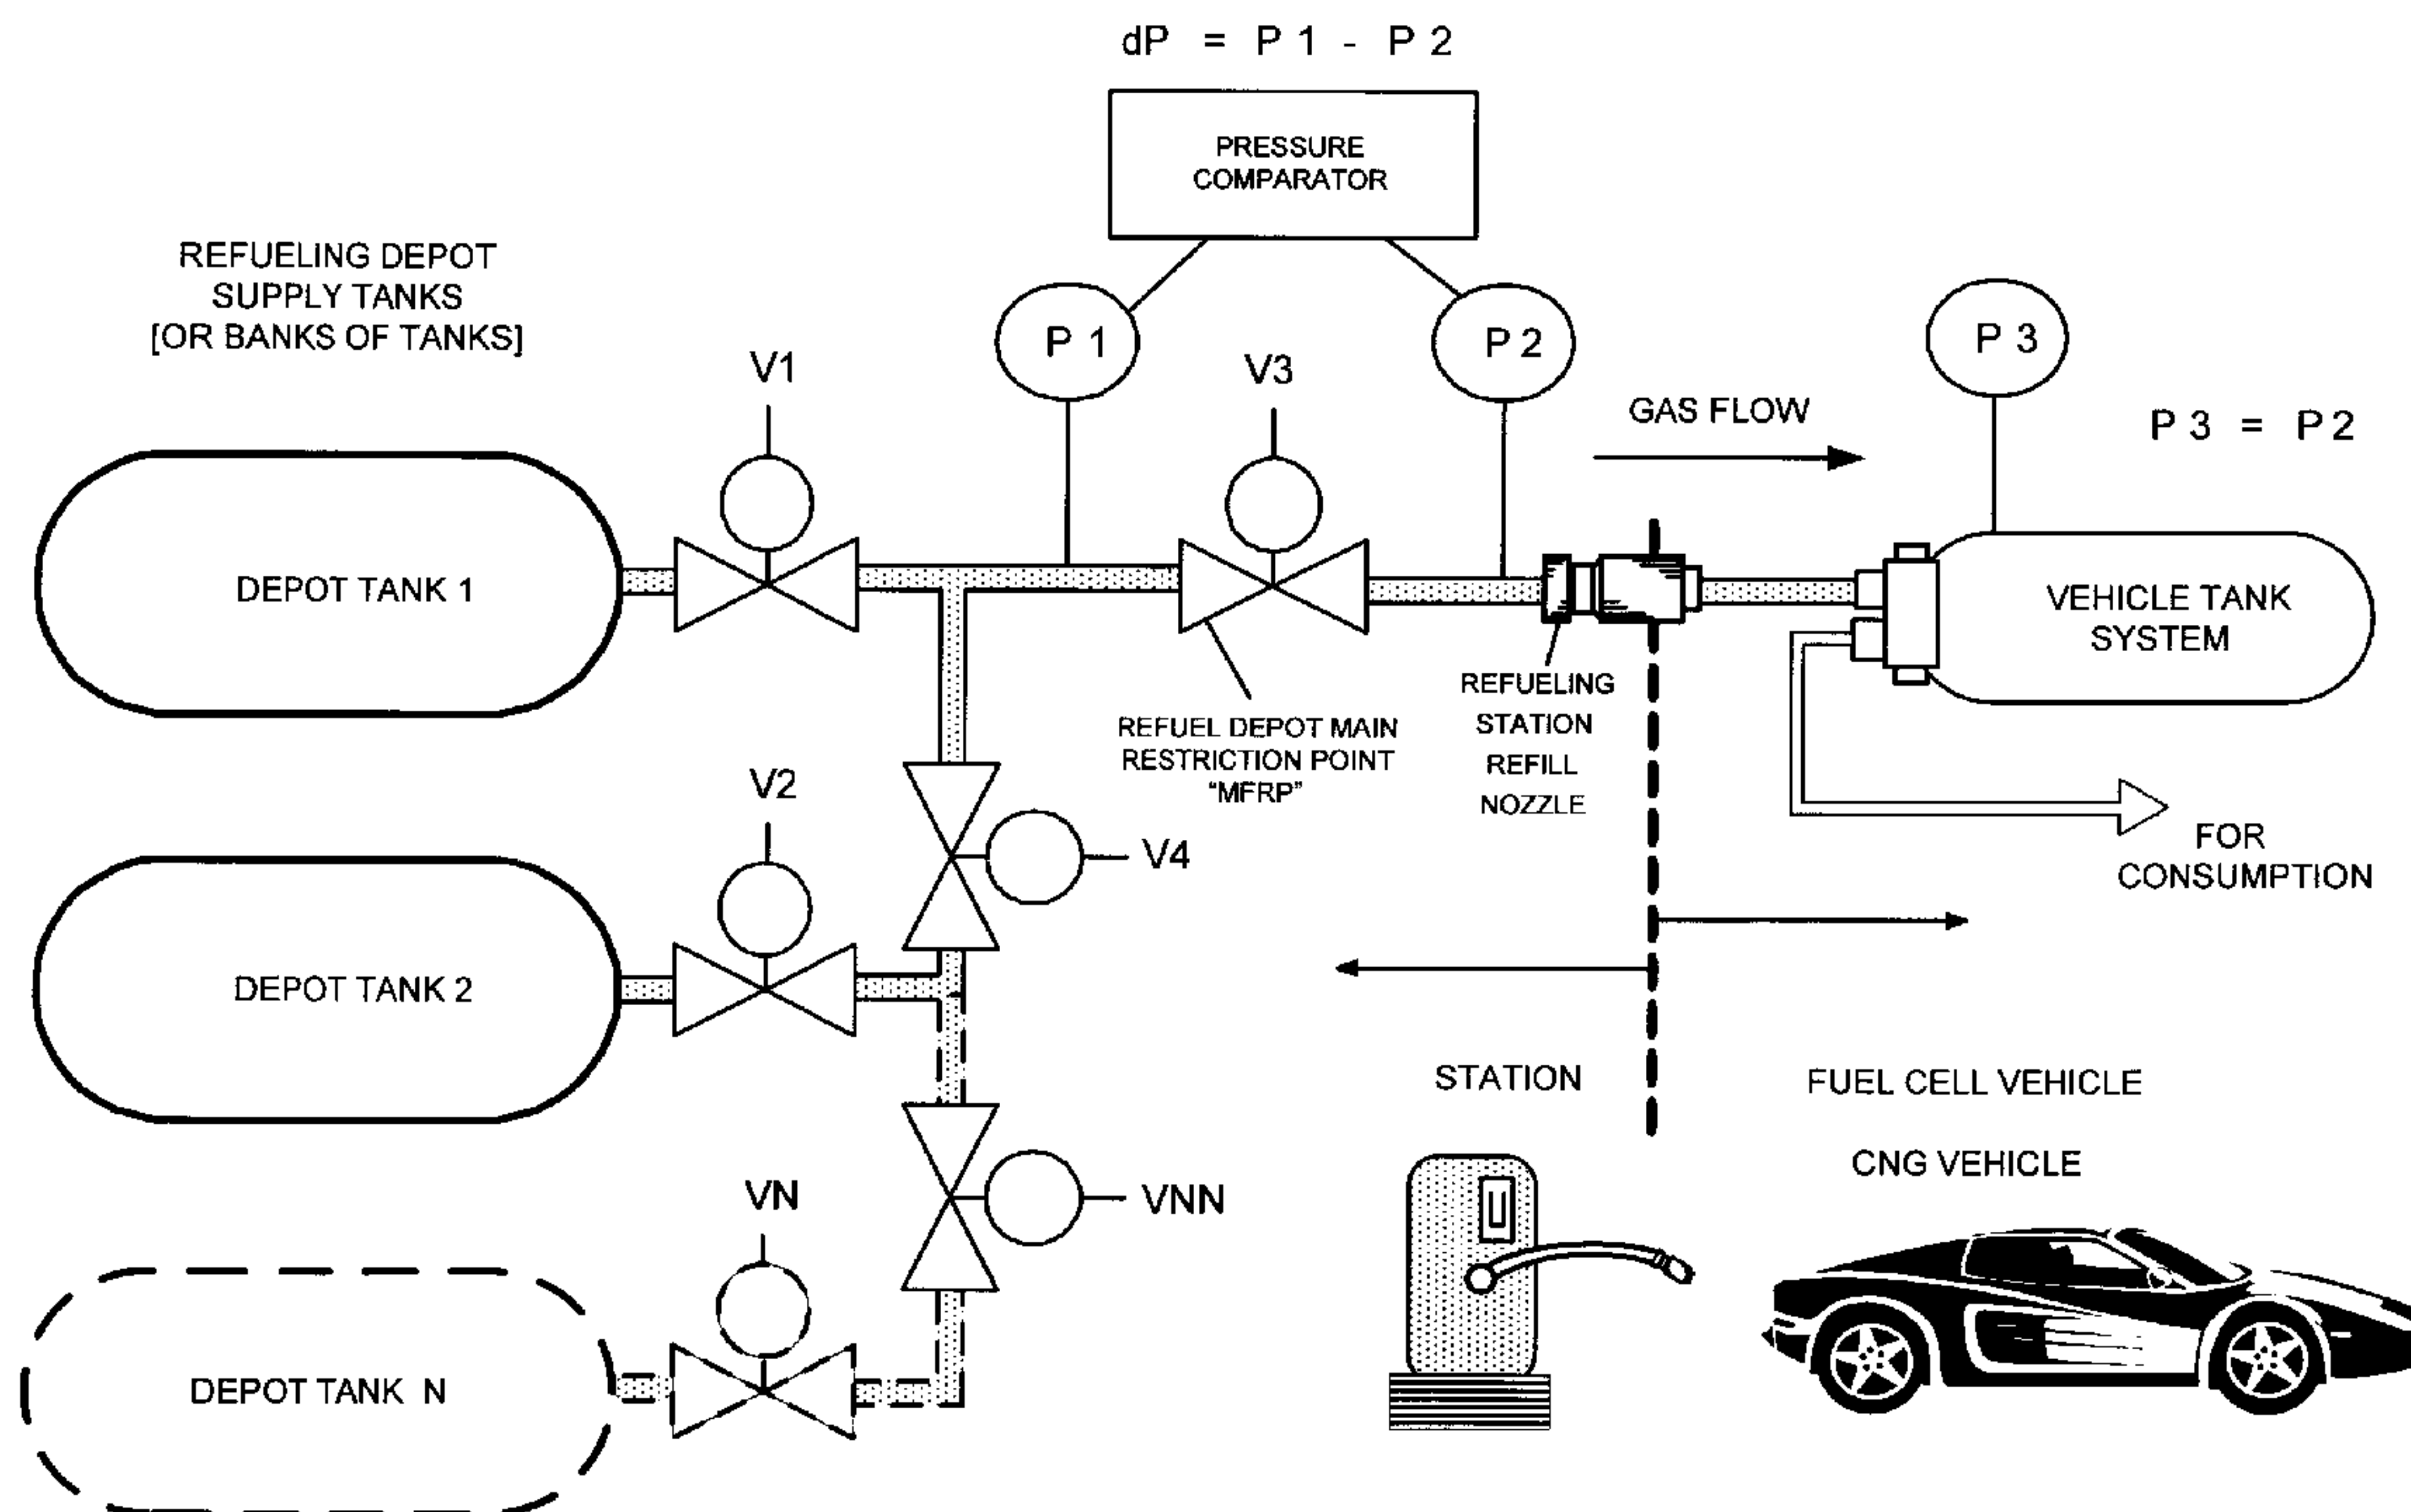 dP = P 1 - P 2
PRESSURE
COMPARATOR
REFUELING DEPOT
SUPPLY TANKS
[OR BANKS OF TANKS]
P 1
P 2
P 3
V1
V3
GAS FLOW
P 3 = P 2
DEPOT TANK 1
VEHICLE TANK
SYSTEM
REFUEL DEPOT MAIN
RESTRICTION POINT
“MFRP”
REFUELING
STATION
REFILL
NOZZLE
V2
V4
FOR
CONSUMPTION
DEPOT TANK 2
STATION
FUEL CELL VEHICLE
CNG VEHICLE
VN
VNN
DEPOT TANK N